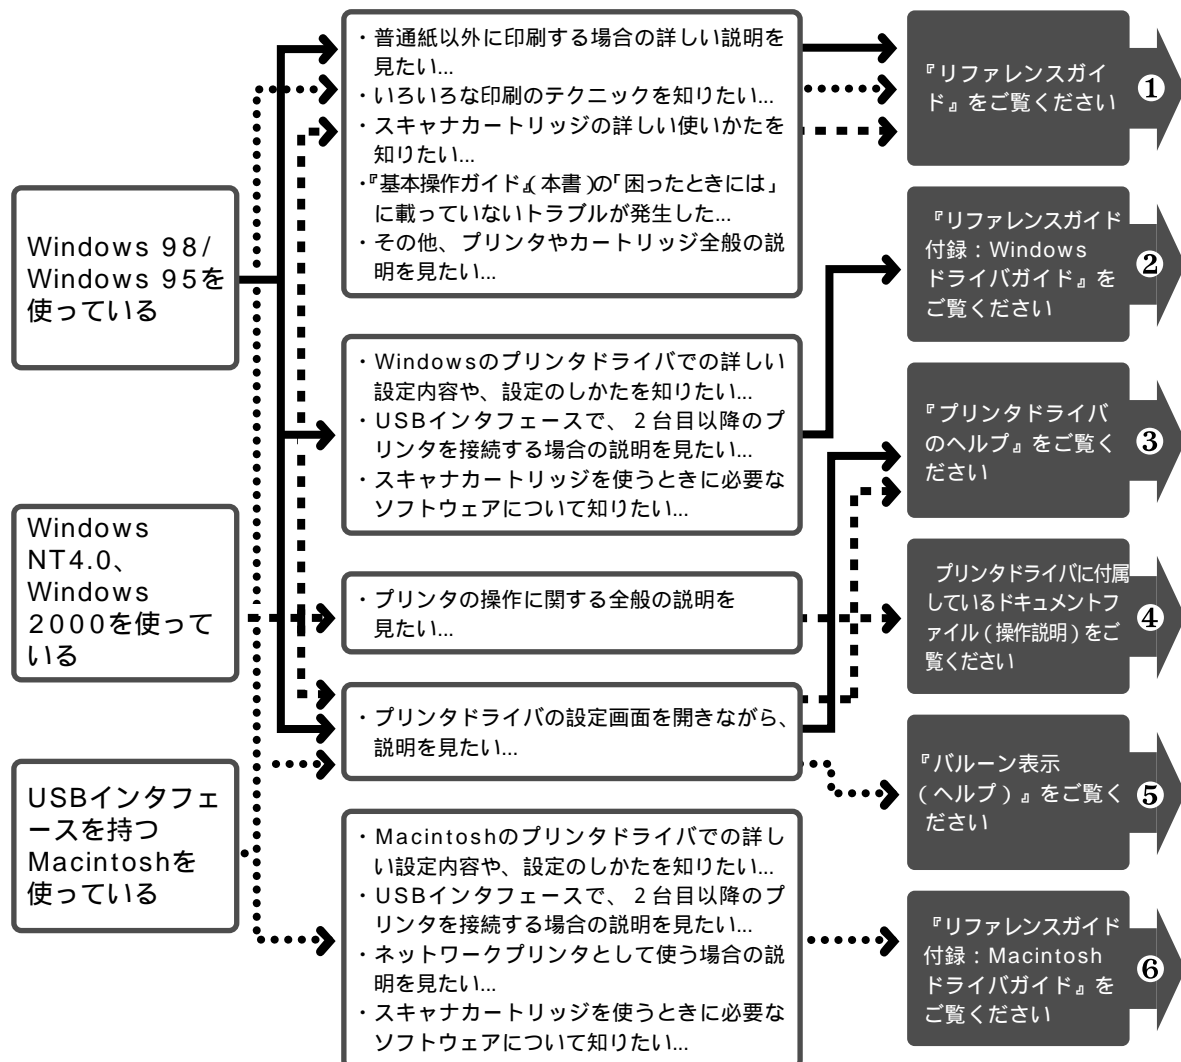 Windows 98/
Windows 95を
使っている
Windows
NT4.0、
Windows
2000を使って
いる
USBインタフェ
ースを持つ
Macintoshを
使っている
・普通紙以外に印刷する場合の詳しい説明を
見たい...
・いろいろな印刷のテクニックを知りたい...
・スキャナカートリッジの詳しい使いかたを
知りたい...
・『基本操作ガイド』(本書)の「困ったときには」
に載っていないトラブルが発生した...
・その他、プリンタやカートリッジ全般の説
明を見たい...
・Windowsのプリンタドライバでの詳しい
設定内容や、設定のしかたを知りたい...
・USBインタフェースで、2台目以降のプ
リンタを接続する場合の説明を見たい...
・スキャナカートリッジを使うときに必要な
ソフトウェアについて知りたい...
・プリンタの操作に関する全般の説明を
見たい...
・プリンタドライバの設定画面を開きながら、
説明を見たい...
・Macintoshのプリンタドライバでの詳し
い設定内容や、設定のしかたを知りたい...
・USBインタフェースで、2台目以降のプ
リンタを接続する場合の説明を見たい...
・ネットワークプリンタとして使う場合の説
明を見たい...
・スキャナカートリッジを使うときに必要な
ソフトウェアについて知りたい...
『リファレンスガイ
ド』をご覧ください
❶
『リファレンスガイド
付録：Windows
ドライバガイド』を
ご覧ください
❷
『プリンタドライバ
のヘルプ』をご覧く
ださい
❸
プリンタドライバに付属
しているドキュメントフ
ァイル(操作説明)をご
覧ください
❹
『バルーン表示
(ヘルプ)』をご覧く
ださい
❺
『リファレンスガイド
付録：Macintosh
ドライバガイド』を
ご覧ください
❻